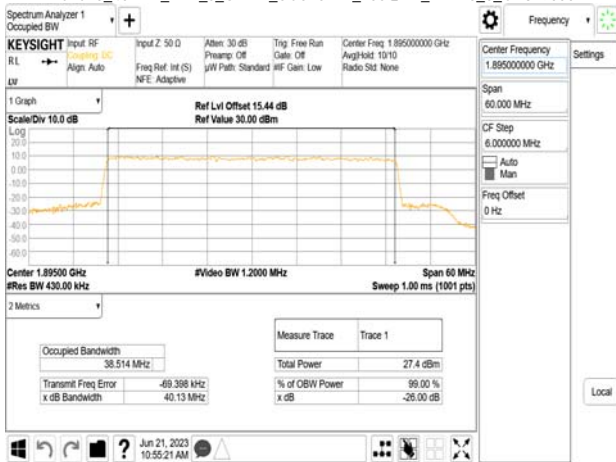 Spectrum Analyzer 1
Occupied BW
+
Frequency
KEYSIGHT
RL
Input: RF
Coupling: DC
Align: Auto
Input Z: 50 Ω
Freq Ref: Int (S)
NFE: Adaptive
Atten: 30 dB
Preamp: Off
µW Path: Standard
Trig: Free Run
Gate: Off
#IF Gain: Low
Center Freq: 1.895000000 GHz
Avg|Hold: 10/10
Radio Std: None
Center Frequency
1.895000000 GHz
Settings
Span
60.000 MHz
CF Step
6.000000 MHz
Auto
Man
Freq Offset
0 Hz
Local
1 Graph
Scale/Div 10.0 dB
Ref Lvl Offset 15.44 dB
Ref Value 30.00 dBm
Log
20.0
10.0
0.00
-10.0
-20.0
-30.0
-40.0
-50.0
-60.0
Center 1.89500 GHz
#Res BW 430.00 kHz
#Video BW 1.2000 MHz
Span 60 MHz
Sweep 1.00 ms (1001 pts)
2 Metrics
Occupied Bandwidth
38.514 MHz
Transmit Freq Error
-69.398 kHz
x dB Bandwidth
40.13 MHz
Measure Trace
Trace 1
Total Power
27.4 dBm
% of OBW Power
99.00 %
x dB
-26.00 dB
?
Jun 21, 2023
10:55:21 AM